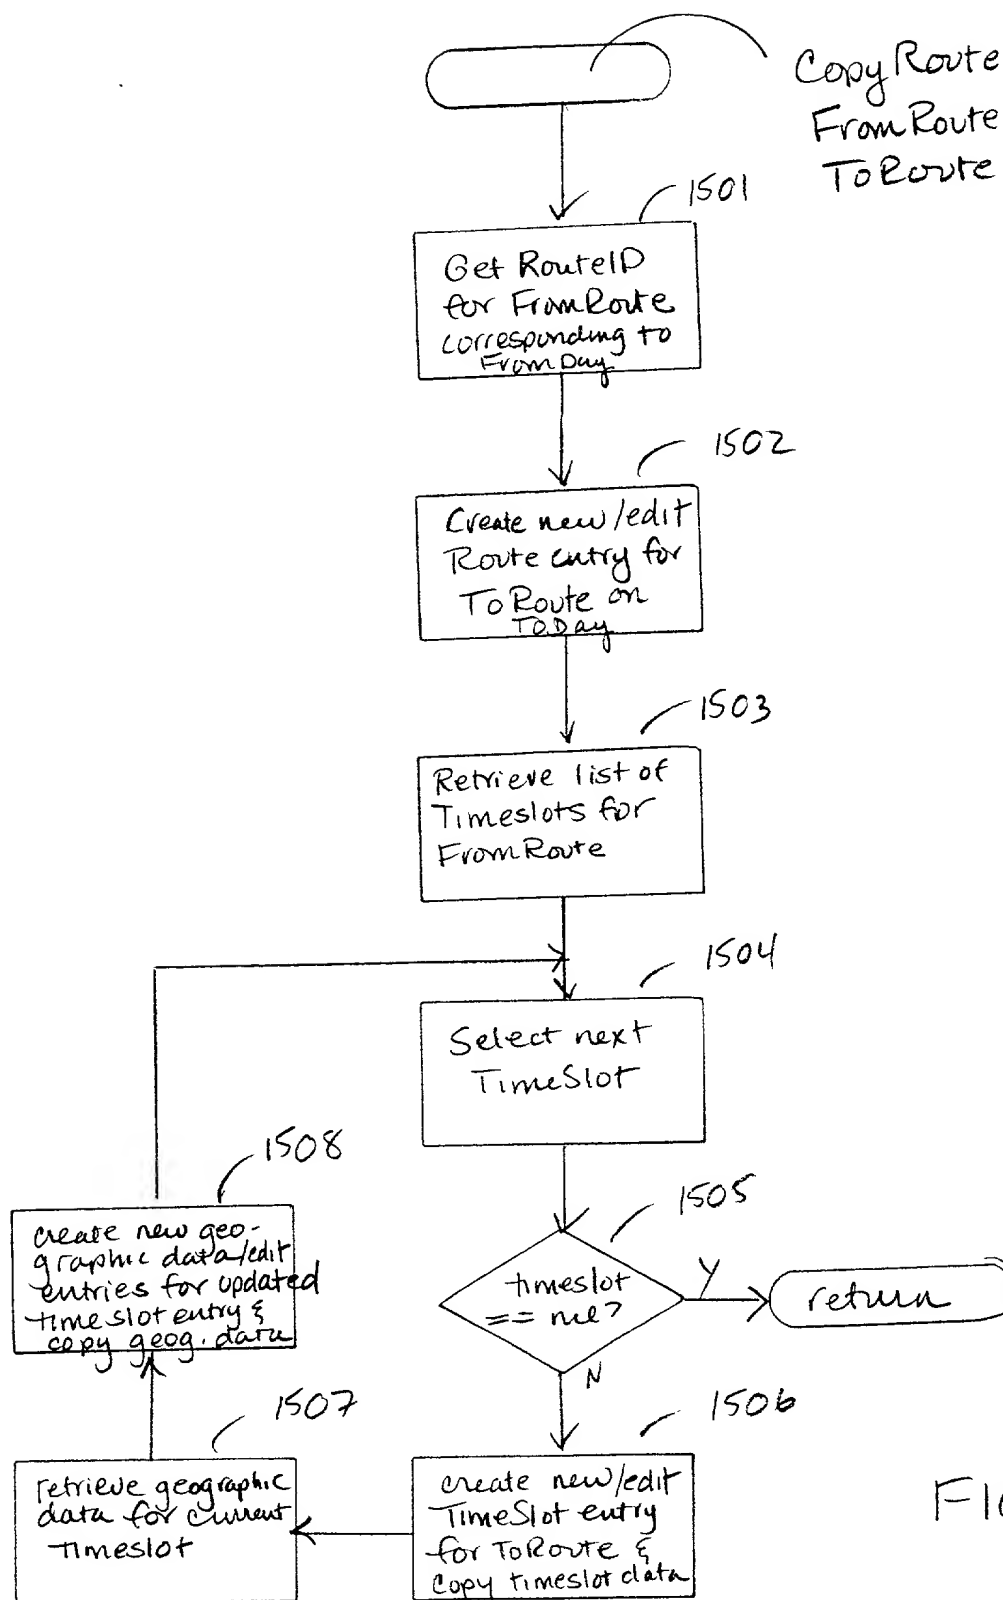 Copy Route
From Route
To Route
1501
Get RouteID
for FromRoute
corresponding to
FromDay
1502
Create new/edit
Route entry for
ToRoute on
ToDay
1503
Retrieve list of
Timeslots for
FromRoute
1504
Select next
TimeSlot
1505
timeslot
==
Y
return
N
1506
create new/edit
TimeSlot entry
for ToRoute &
copy timeslot data
1507
retrieve geographic
data for current
timeslot
1508
create new geo-
graphic data/edit
entries for updated
time slot entry &
copy geog. data